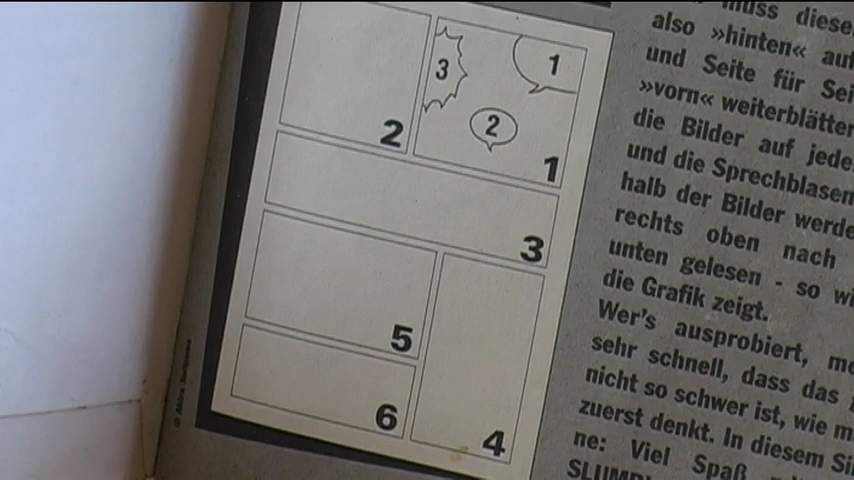 3
1
2
2
1
3
5
4
6
muss diese
also »hinten« auf
und Seite für Sei
»vorn« weiterblätter
die Bilder auf jede
und die Sprechblasen
halb der Bilder werde
rechts oben nach
unten gelesen - so wi
die Grafik zeigt.
Wer's ausprobiert, me
sehr schnell, dass das
nicht so schwer ist, wie m
zuerst denkt. In diesem Si
ne: Viel Spaß
SLUMP